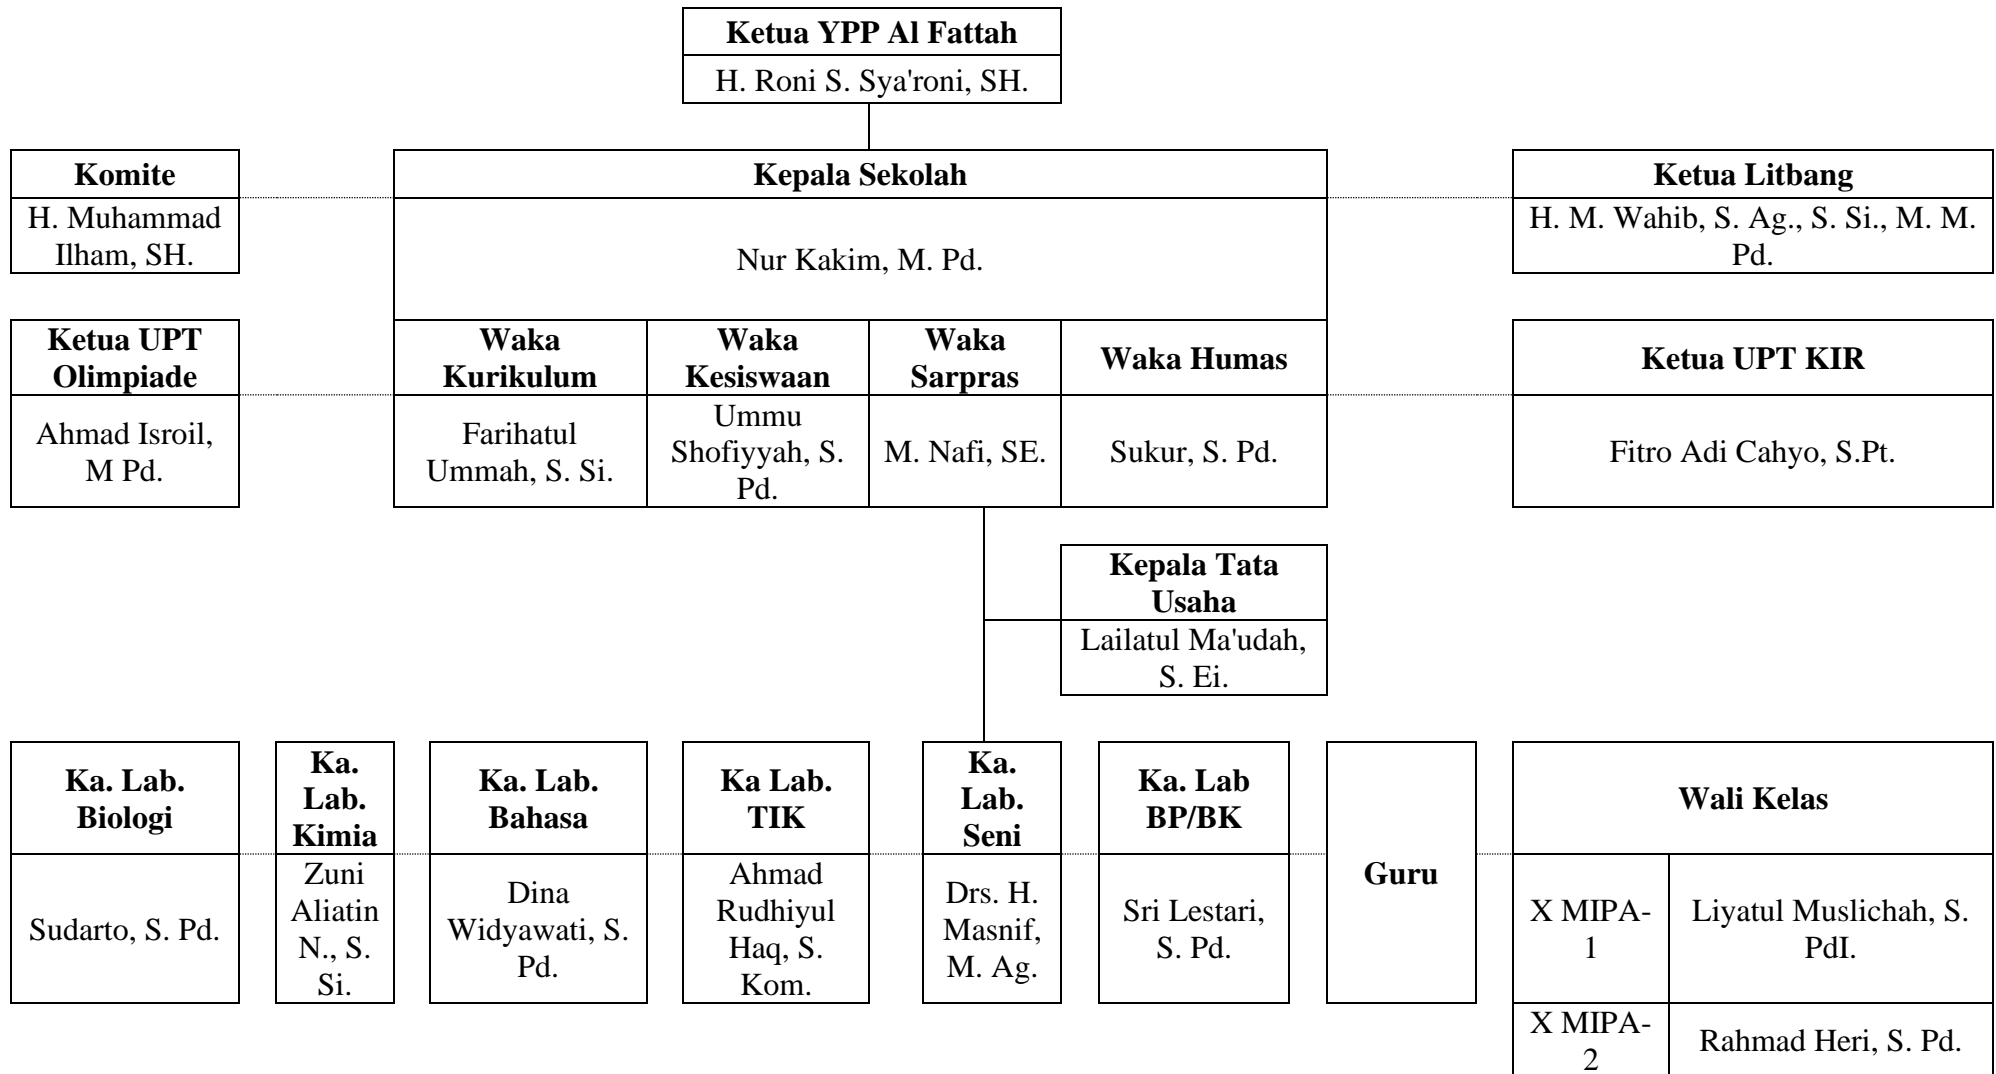 Ketua YPP Al Fattah
H. Roni S. Sya'roni, SH.
Komite
H. Muhammad
Ilham, SH.
Kepala Sekolah
Nur Kakim, M. Pd.
Ketua Litbang
H. M. Wahib, S. Ag., S. Si., M. M.
Pd.
Ketua UPT
Olimpiade
Ahmad Isroil,
M Pd.
Waka
Kurikulum
Farihatul
Ummah, S. Si.
Waka
Kesiswaan
Ummu
Shofiyyah, S.
Pd.
Waka
Sarpras
M. Nafi, SE.
Waka Humas
Sukur, S. Pd.
Ketua UPT KIR
Fitro Adi Cahyo, S.Pt.
Kepala Tata
Usaha
Lailatul Ma'udah,
S. Ei.
Ka. Lab.
Biologi
Sudarto, S. Pd.
Ka.
Lab.
Kimia
Zuni
Aliatin
N., S.
Si.
Ka. Lab.
Bahasa
Dina
Widyawati, S.
Pd.
Ka Lab.
TIK
Ahmad
Rudhiyul
Haq, S.
Kom.
Ka.
Lab.
Seni
Drs. H.
Masnif,
M. Ag.
Ka. Lab
BP/BK
Sri Lestari,
S. Pd.
Guru
Wali Kelas
X MIPA-
1
Liyatul Muslichah, S.
PdI.
X MIPA-
2
Rahmad Heri, S. Pd.